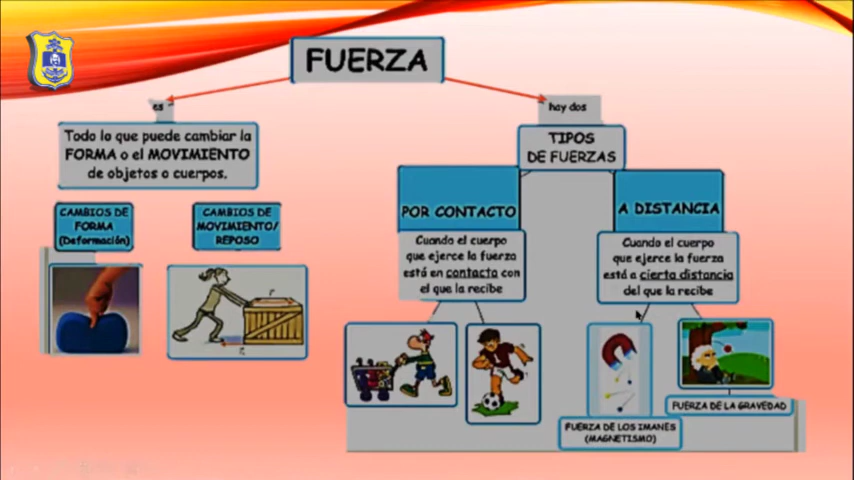 FUERZA
es
Todo lo que puede cambiar la
FORMA o el MOVIMIENTO
de objetos o cuerpos.
CAMBIOS DE
FORMA
(Deformación)
CAMBIOS DE
MOVIMIENTO/
REPOSO
hay dos
TIPOS
DE FUERZAS
POR CONTACTO
Cuando el cuerpo
que ejerce la fuerza
está en contacto con
el que la recibe
A DISTANCIA
Cuando el cuerpo
que ejerce la fuerza
está a cierta distancia
del que la recibe
FUERZA DE LOS IMANES
(MAGNETISMO)
FUERZA DE LA GRAVEDAD